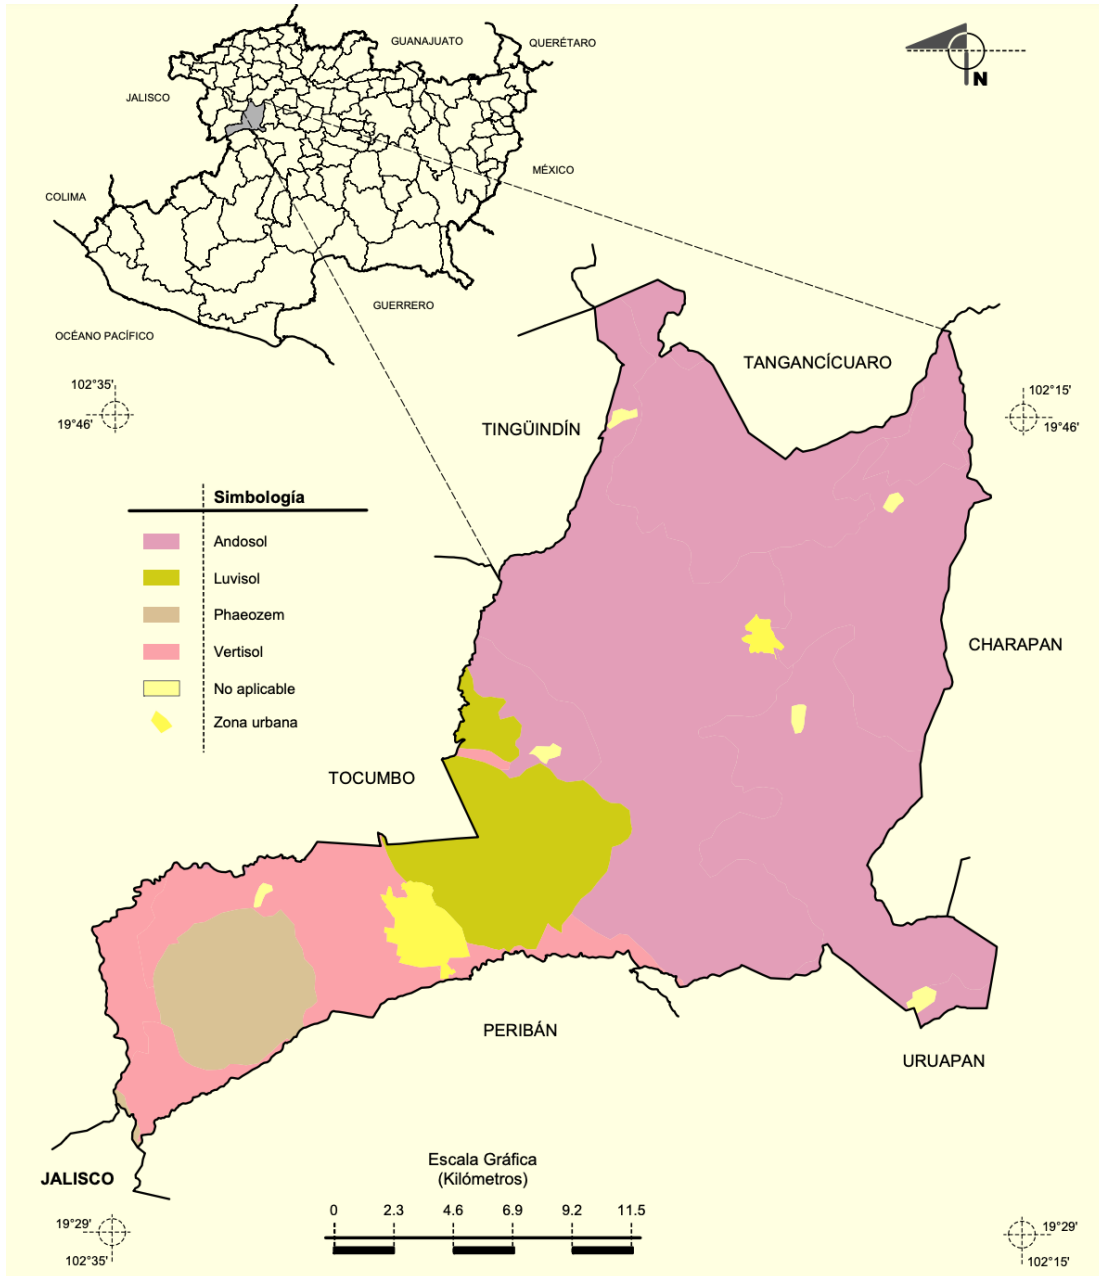 GUANAJUATO
QUERÉTARO
JALISCO
MÉXICO
COLIMA
GUERRERO
OCÉANO PACÍFICO
N
102°35'
19°46'
102°15'
19°46'
TANGANCÍCUARO
TINGÜINDÍN
CHARAPAN
TOCUMBO
PERIBÁN
URUAPAN
JALISCO
Simbología
Andosol
Luvisol
Phaeozem
Vertisol
No aplicable
Zona urbana
Escala Gráfica
(Kilómetros)
0 2.3 4.6 6.9 9.2 11.5
19°29'
102°35'
19°29'
102°15'